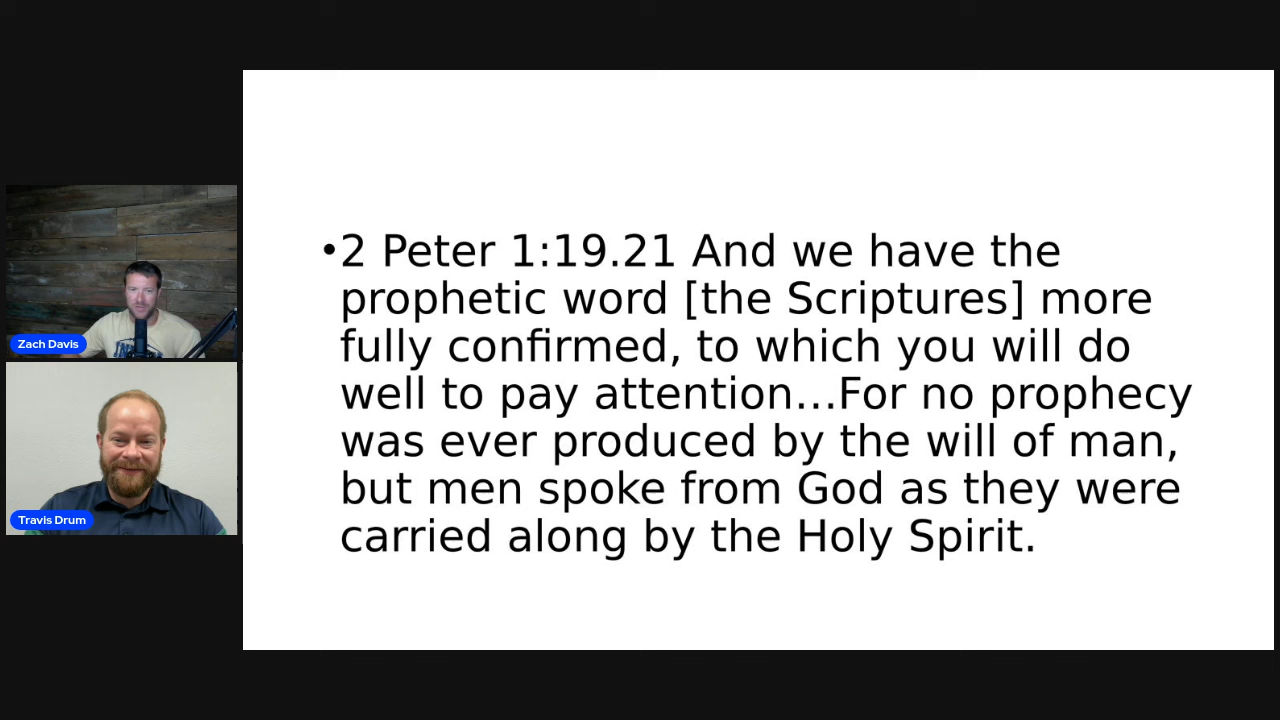 Zach Davis
Travis Drum
•2 Peter 1:19.21 And we have the
prophetic word [the Scriptures] more
fully confirmed, to which you will do
well to pay attention...For no prophecy
was ever produced by the will of man,
but men spoke from God as they were
carried along by the Holy Spirit.